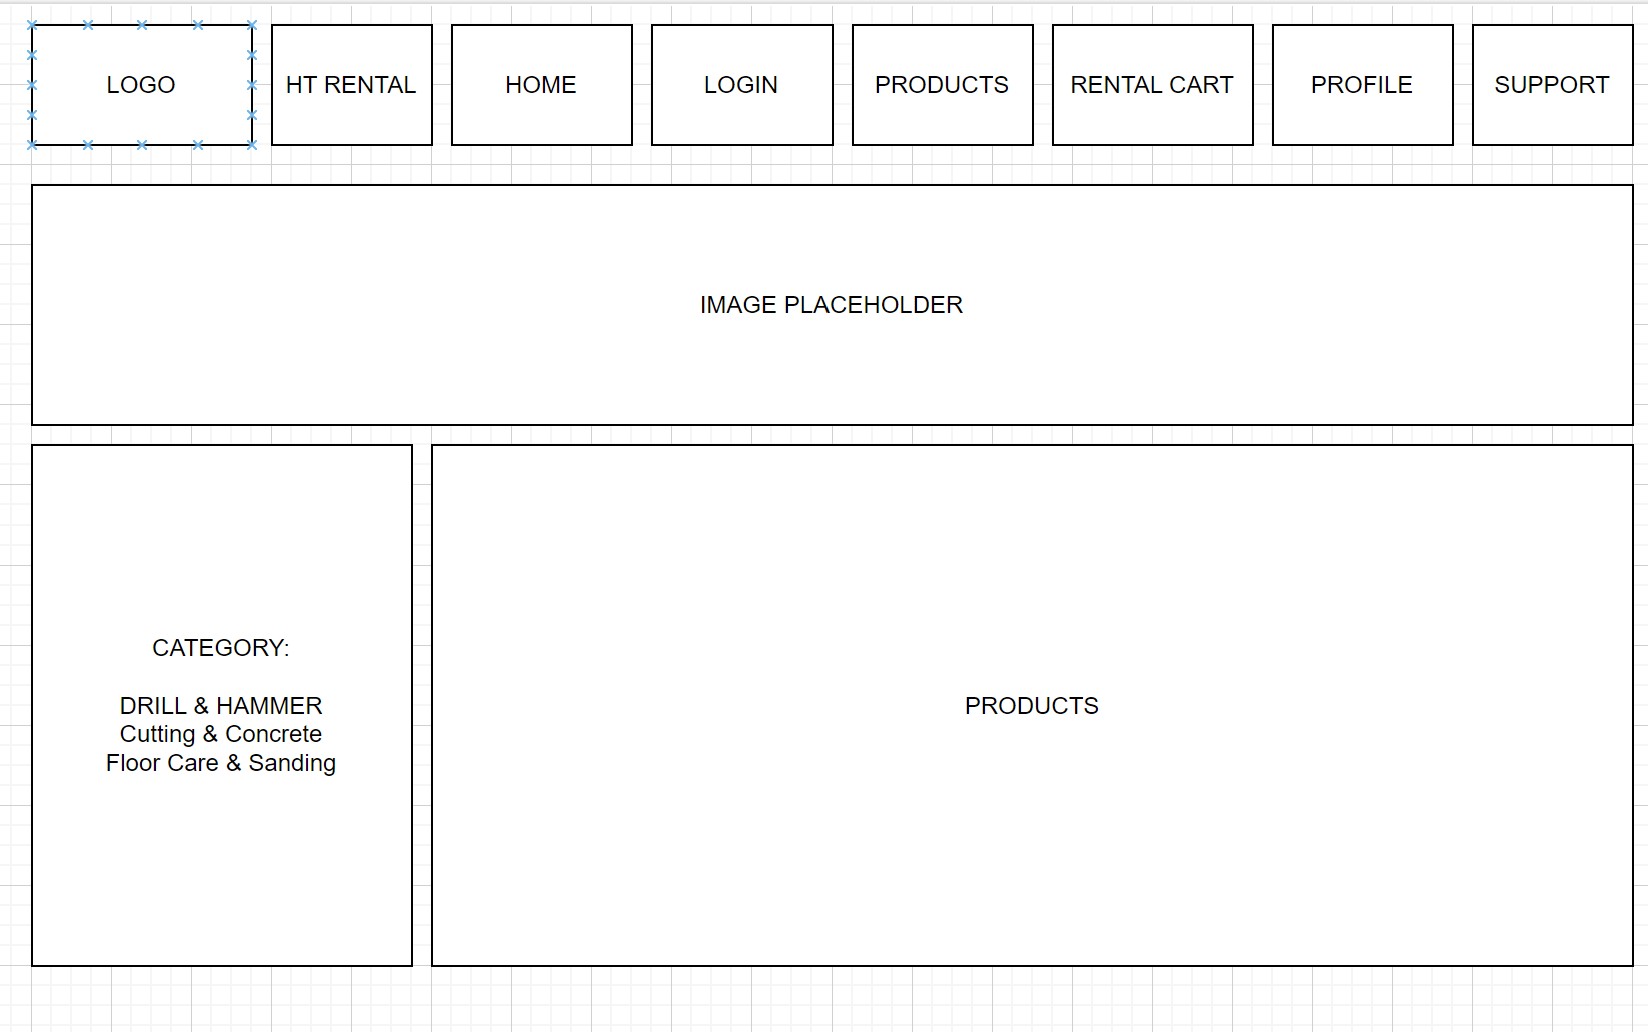 LOGO
HT RENTAL
HOME
LOGIN
PRODUCTS
RENTAL CART
PROFILE
SUPPORT
IMAGE PLACEHOLDER
CATEGORY:
DRILL & HAMMER
Cutting & Concrete
Floor Care & Sanding
PRODUCTS